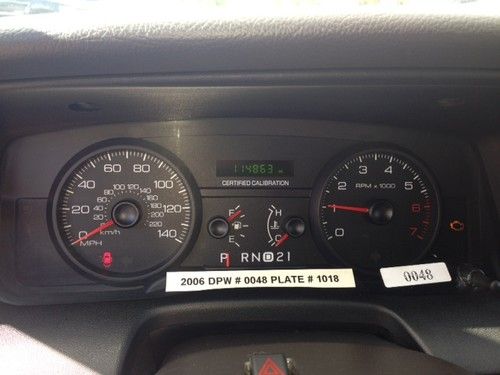 114863
CERTIFIED CALIBRATION
0 20 40 60 80 100 120 140
MPH
km/h
0 1 2 3 4 5 6 7
RPM x 1000
F
E
H
C
P R N D 2 1
2006 DPW # 0048 PLATE # 1018
0048